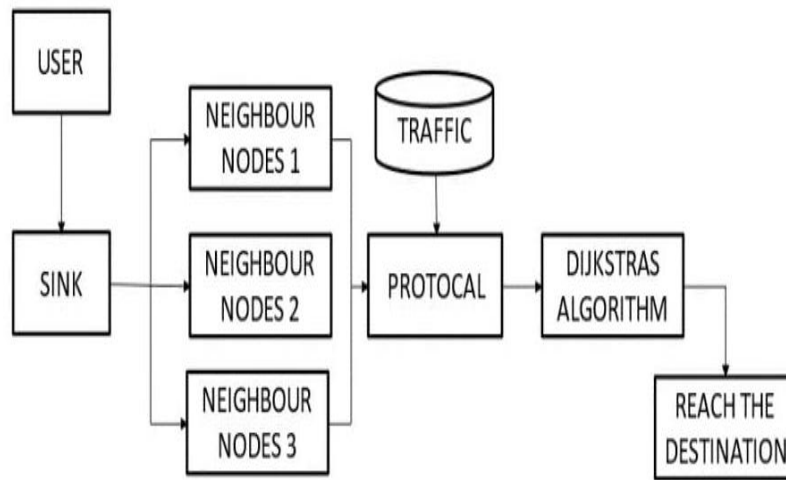 USER
SINK
NEIGHBOUR
NODES 1
NEIGHBOUR
NODES 2
NEIGHBOUR
NODES 3
TRAFFIC
PROTOCAL
DIJKSTRAS
ALGORITHM
REACH THE
DESTINATION